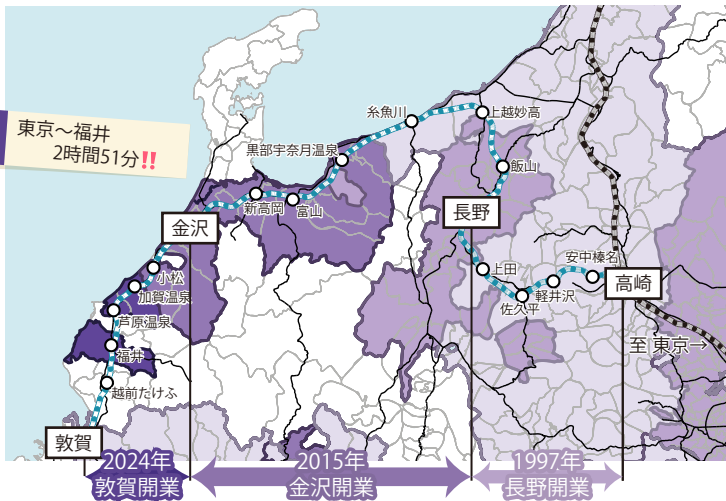 東京～福井
2時間51分!!
糸魚川
上越妙高
黒部宇奈月温泉
飯山
新高岡
富山
長野
金沢
安中榛名
小松
上田
高崎
加賀温泉
軽井沢
佐久平
芦原温泉
至 東京→
福井
越前たけふ
敦賀
2024年
敦賀開業
2015年
金沢開業
1997年
長野開業